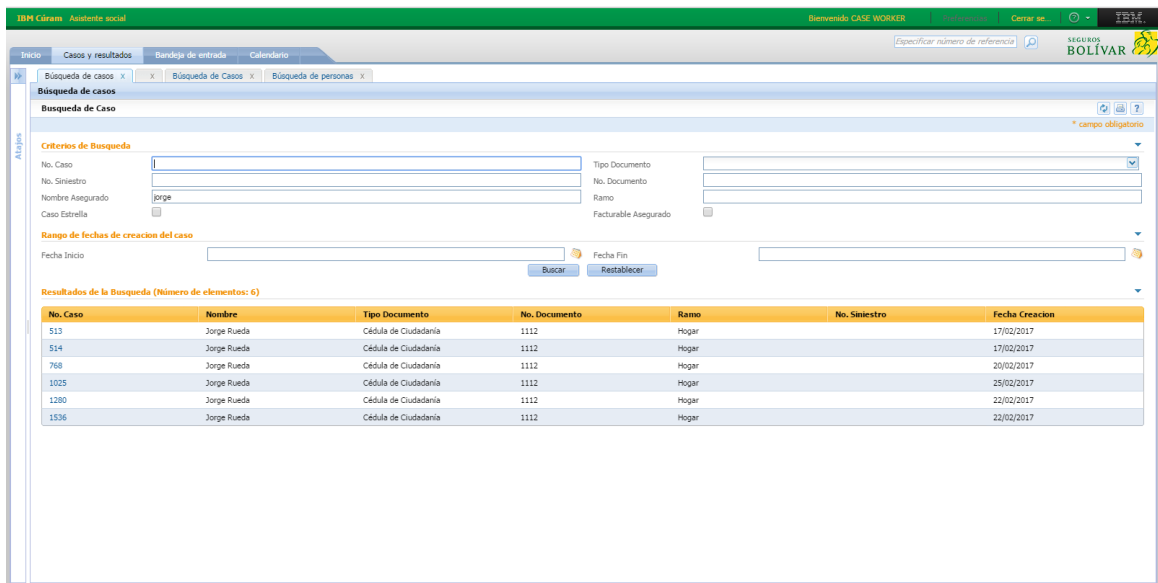 IBM Cúram Asistente social Bienvenido CASE WORKER Cerrar se... IBM.
Especificar número de referencia SEGUROS BOLÍVAR
Inicio Casos y resultados Bandeja de entrada Calendario
Búsqueda de casos x x Búsqueda de Casos x Búsqueda de personas x
Búsqueda de casos
Busqueda de Caso ?
* campo obligatorio
Atajos
Criterios de Busqueda
No. Caso Tipo Documento
No. Siniestro No. Documento
Nombre Asegurado jorge Ramo
Caso Estrella Facturable Asegurado
Rango de fechas de creacion del caso
Fecha Inicio Fecha Fin
Buscar Restablecer
Resultados de la Busqueda (Número de elementos: 6)
No. Caso Nombre Tipo Documento No. Documento Ramo No. Siniestro Fecha Creacion
513 Jorge Rueda Cédula de Ciudadanía 1112 Hogar 17/02/2017
514 Jorge Rueda Cédula de Ciudadanía 1112 Hogar 17/02/2017
768 Jorge Rueda Cédula de Ciudadanía 1112 Hogar 20/02/2017
1025 Jorge Rueda Cédula de Ciudadanía 1112 Hogar 25/02/2017
1280 Jorge Rueda Cédula de Ciudadanía 1112 Hogar 22/02/2017
1536 Jorge Rueda Cédula de Ciudadanía 1112 Hogar 22/02/2017